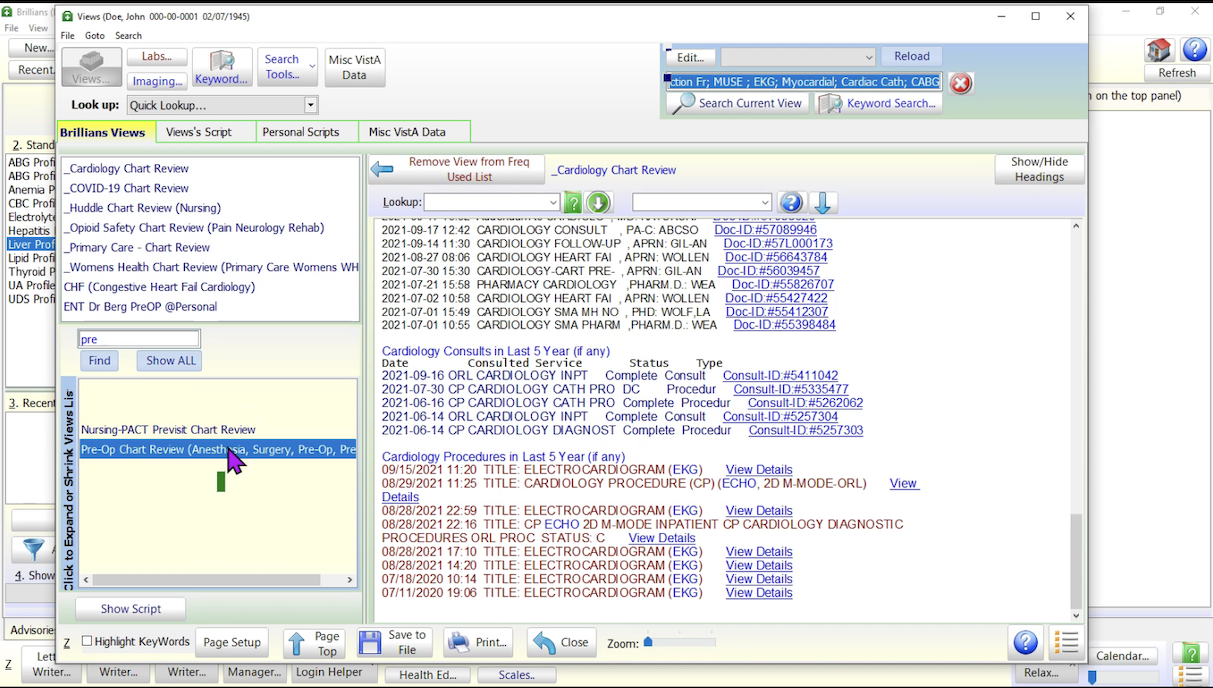 Brillians (
File View
New...
Recent.
2. Stand
ABG Profi
ABG Profi
Anemia P
CBC Profi
Electrolyt
Hepatitis
Liver Prof
Lipid Profi
Thyroid P
UA Profile
UDS Profi
3. Recent
4. Show
Advisorie
Z
Views (Doe, John 000-00-0001 02/07/1945)
File Goto Search
Views... Labs... Imaging... Keyword... Search Tools... Misc VistA Data
Look up: Quick Lookup...
Edit... Reload
ction Fr; MUSE ; EKG; Myocardial; Cardiac Cath; CABG
Search Current View Keyword Search...
Refresh
n on the top panel)
Brillians Views Views's Script Personal Scripts Misc VistA Data
_Cardiology Chart Review
_COVID-19 Chart Review
_Huddle Chart Review (Nursing)
_Opioid Safety Chart Review (Pain Neurology Rehab)
_Primary Care - Chart Review
_Womens Health Chart Review (Primary Care Womens WH
CHF (Congestive Heart Fail Cardiology)
ENT Dr Berg PreOP @Personal
pre
Find Show ALL
Click to Expand or Shrink Views Lis
Nursing-PACT Previsit Chart Review
Pre-Op Chart Review (Anesthesia, Surgery, Pre-Op, Pre
Show Script
Remove View from Freq Used List
_Cardiology Chart Review
Show/Hide Headings
Lookup:
2021-09-17 12:42 CARDIOLOGY CONSULT , PA-C: ABCSO Doc-ID:#57089946
2021-09-14 11:30 CARDIOLOGY FOLLOW-UP , APRN: GIL-AN Doc-ID:#57L000173
2021-08-27 08:06 CARDIOLOGY HEART FAI , APRN: WOLLEN Doc-ID:#56643784
2021-07-30 15:30 CARDIOLOGY-CART PRE- , APRN: GIL-AN Doc-ID:#56039457
2021-07-21 15:58 PHARMACY CARDIOLOGY ,PHARM.D.: WEA Doc-ID:#55826707
2021-07-02 10:58 CARDIOLOGY HEART FAI , APRN: WOLLEN Doc-ID:#55427422
2021-07-01 15:49 CARDIOLOGY SMA MH NO , PHD: WOLF,LA Doc-ID:#55412307
2021-07-01 10:55 CARDIOLOGY SMA PHARM ,PHARM.D.: WEA Doc-ID:#55398484
Cardiology Consults in Last 5 Year (if any)
Date Consulted Service Status Type
2021-09-16 ORL CARDIOLOGY INPT Complete Consult Consult-ID:#5411042
2021-07-30 CP CARDIOLOGY CATH PRO DC Procedur Consult-ID:#5335477
2021-06-16 CP CARDIOLOGY CATH PRO Complete Procedur Consult-ID:#5262062
2021-06-14 ORL CARDIOLOGY INPT Complete Consult Consult-ID:#5257304
2021-06-14 CP CARDIOLOGY DIAGNOST Complete Procedur Consult-ID:#5257303
Cardiology Procedures in Last 5 Year (if any)
09/15/2021 11:20 TITLE: ELECTROCARDIOGRAM (EKG) View Details
08/29/2021 11:25 TITLE: CARDIOLOGY PROCEDURE (CP) (ECHO, 2D M-MODE-ORL) View
Details
08/28/2021 22:59 TITLE: ELECTROCARDIOGRAM (EKG) View Details
08/28/2021 22:16 TITLE: CP ECHO 2D M-MODE INPATIENT CP CARDIOLOGY DIAGNOSTIC
PROCEDURES ORL PROC STATUS: C View Details
08/28/2021 17:10 TITLE: ELECTROCARDIOGRAM (EKG) View Details
08/28/2021 14:20 TITLE: ELECTROCARDIOGRAM (EKG) View Details
07/18/2020 10:14 TITLE: ELECTROCARDIOGRAM (EKG) View Details
07/11/2020 19:06 TITLE: ELECTROCARDIOGRAM (EKG) View Details
Z Highlight KeyWords Page Setup Page Top Save to File Print... Close Zoom:
Lett Writer... Writer... Writer... Manager... Login Helper Health Ed... Scales.. Relax... Calendar...